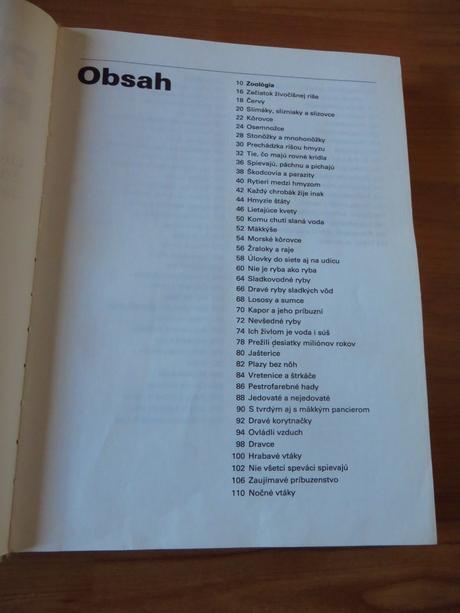 Obsah
10 Zoológia
16 Začiatok živočíšnej ríše
18 Červy
20 Slimáky, slizniaky a slizovce
22 Kôrovce
24 Osemnožce
28 Stonôžky a mnohonôžky
30 Prechádzka ríšou hmyzu
32 Tie, čo majú rovné krídla
36 Spievajú, páchnu a pichajú
38 Škodcovia a parazity
40 Rytieri medzi hmyzom
42 Každý chrobák žije inak
44 Hmyzie štáty
46 Lietajúce kvety
50 Komu chutí slaná voda
52 Mäkkýše
54 Morské kôrovce
56 Žraloky a raje
58 Úlovky do siete aj na udicu
60 Nie je ryba ako ryba
64 Sladkovodné ryby
66 Dravé ryby sladkých vôd
68 Lososy a sumce
70 Kapor a jeho príbuzní
72 Nevšedné ryby
74 Ich živlom je voda i súš
78 Prežili desiatky miliónov rokov
80 Jašterice
82 Plazy bez nôh
84 Vretenice a štrkáče
86 Pestrofarebné hady
88 Jedovaté a nejedovaté
90 S tvrdým aj s mäkkým pancierom
92 Dravé korytnačky
94 Ovládli vzduch
98 Dravce
100 Hrabavé vtáky
102 Nie všetci speváci spievajú
106 Zaujímavé príbuzenstvo
110 Nočné vtáky